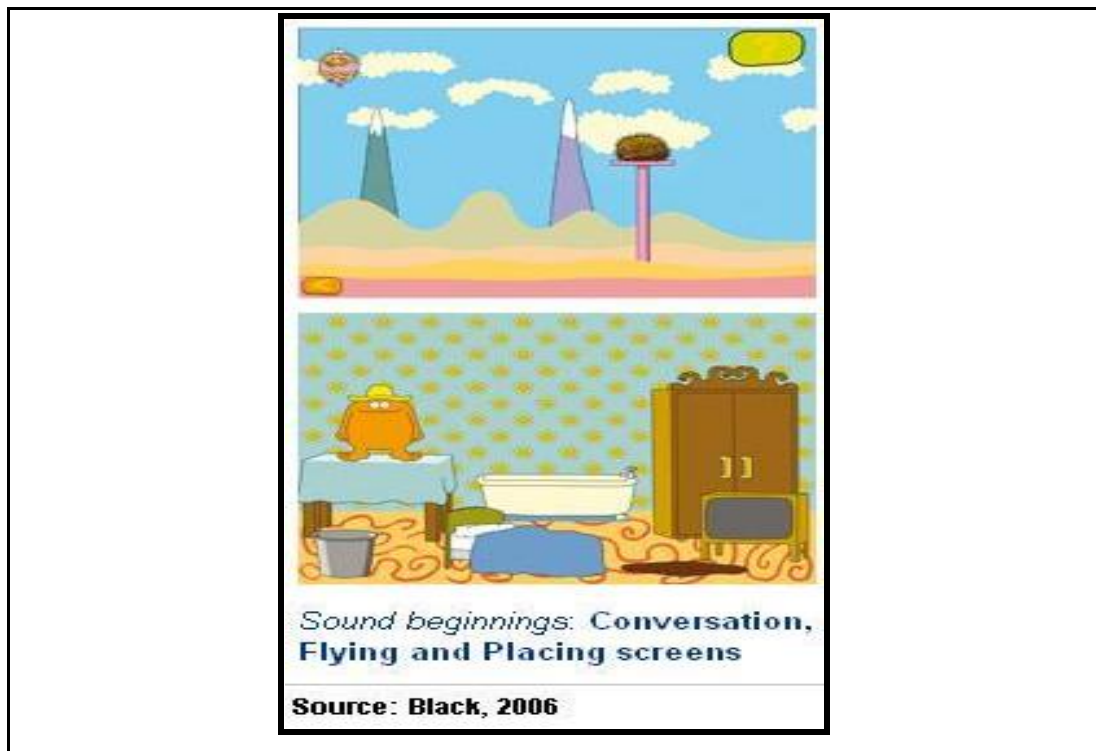 Sound beginnings: Conversation,
Flying and Placing screens
Source: Black, 2006